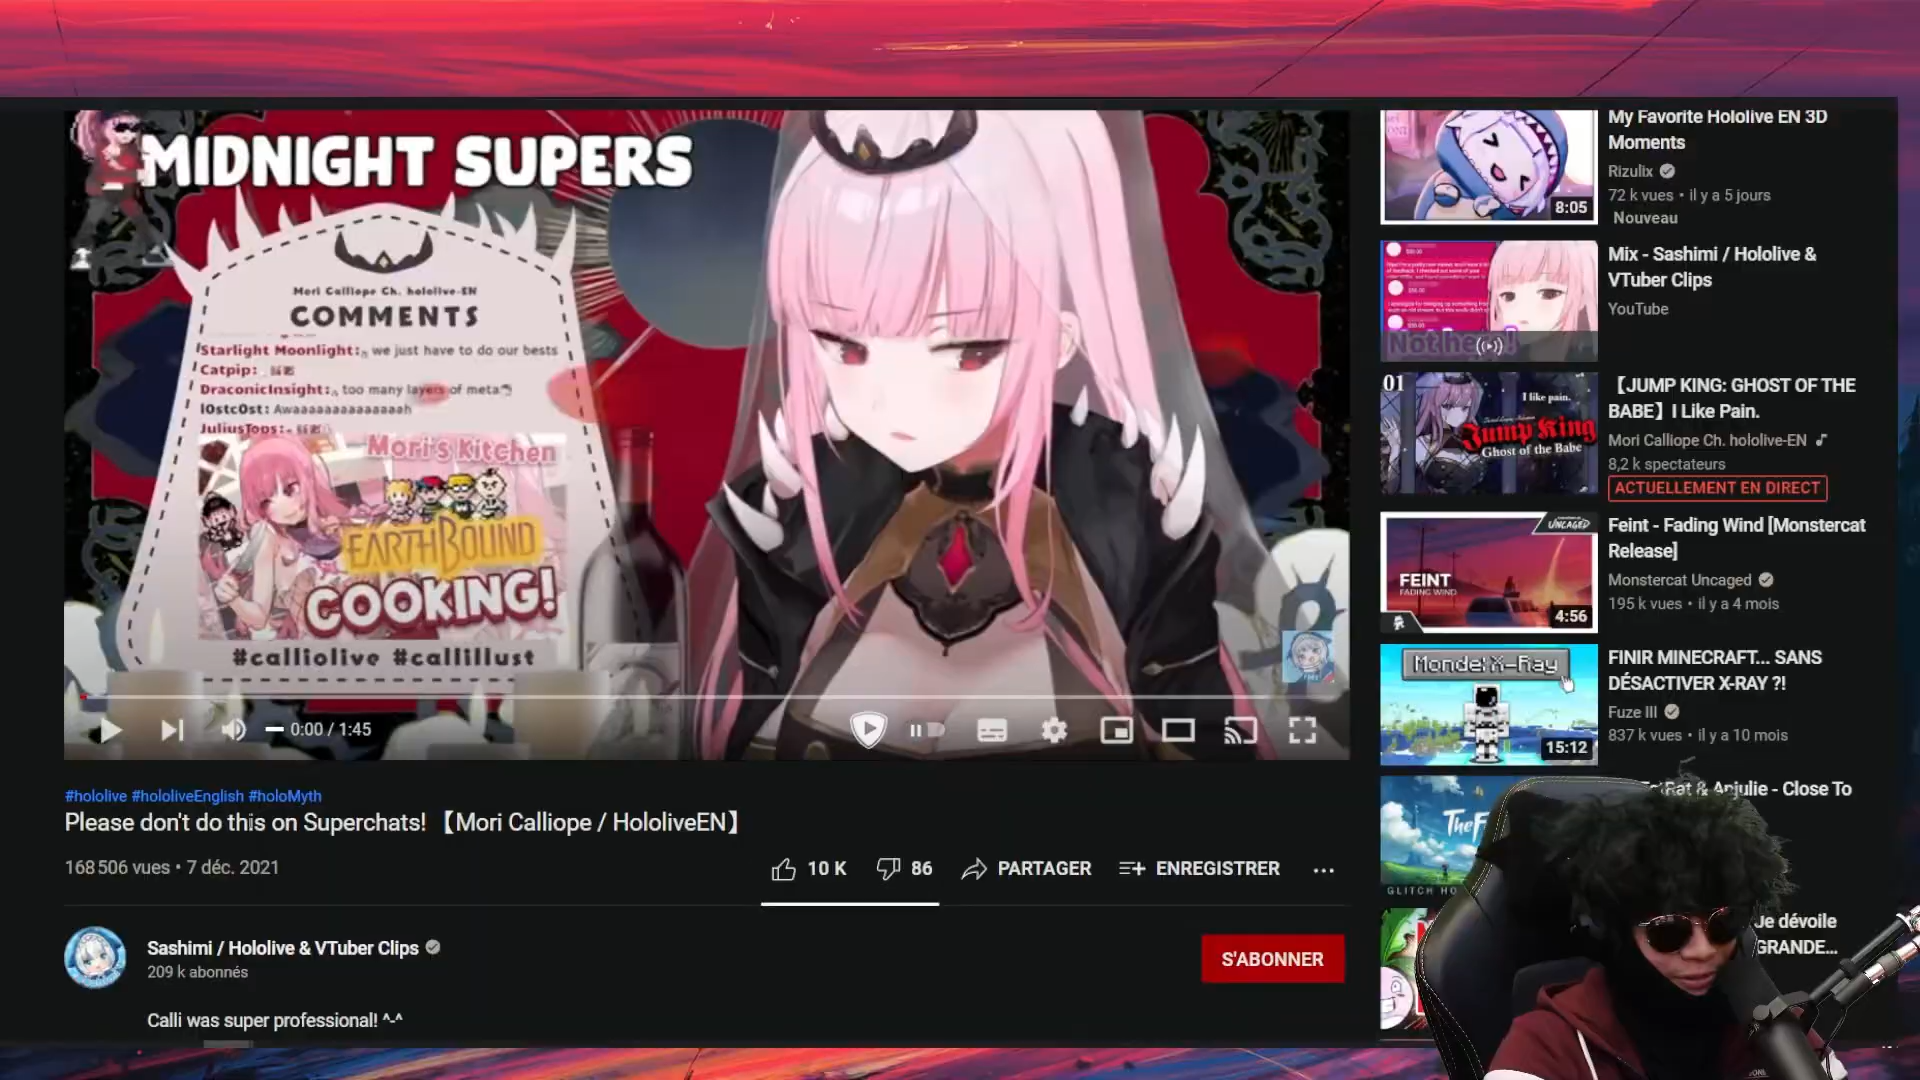 MIDNIGHT SUPERS
Mori Calliope Ch. hololive-EN
COMMENTS
Starlight Moonlight: we just have to do our bests
Catpip:
DraconicInsight: too many layers of meta
l0stc0st: Awaaaaaaaaaaaaaah
JuliusTops:
Mori's Kitchen
EARTHBOUND
COOKING!
#calliolive #callillust
0:00 / 1:45
#hololive #hololiveEnglish #holoMyth
Please don't do this on Superchats! 【Mori Calliope / HololiveEN】
168 506 vues • 7 déc. 2021
10 K
86
PARTAGER
ENREGISTRER
Sashimi / Hololive & VTuber Clips
209 k abonnés
S'ABONNER
Calli was super professional! ^-^
8:05
My Favorite Hololive EN 3D
Moments
Rizulix
72 k vues • il y a 5 jours
Nouveau
Mix - Sashimi / Hololive &
VTuber Clips
YouTube
01
I like pain.
Jump King
Ghost of the Babe
【JUMP KING: GHOST OF THE
BABE】I Like Pain.
Mori Calliope Ch. hololive-EN
8,2 k spectateurs
ACTUELLEMENT EN DIRECT
UNCAGED
FEINT
FADING WIND
4:56
Feint - Fading Wind [Monstercat
Release]
Monstercat Uncaged
195 k vues • il y a 4 mois
Monde: X-Ray
15:12
FINIR MINECRAFT... SANS
DÉSACTIVER X-RAY ?!
Fuze III
837 k vues • il y a 10 mois
TheF
GLITCH HO
Rat & Anjulie - Close To
Je dévoile
GRANDE...